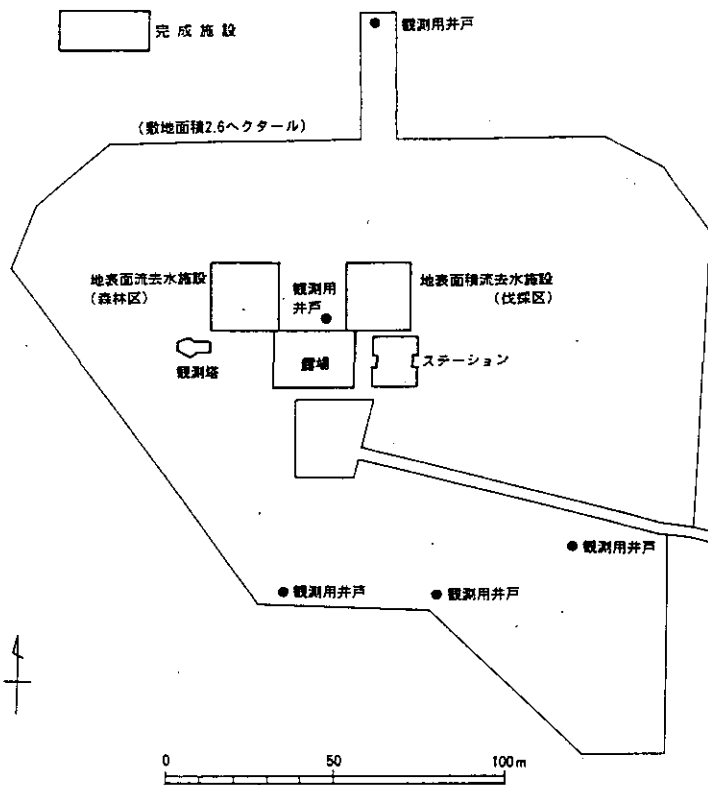 完成施設
観測用井戸
(敷地面積2.6ヘクタール)
地表面流去水施設
(森林区)
観測用
井戸
地表面積流去水施設
(伐採区)
観測塔
露場
ステーション
観測用井戸
観測用井戸
観測用井戸
0 50 100m